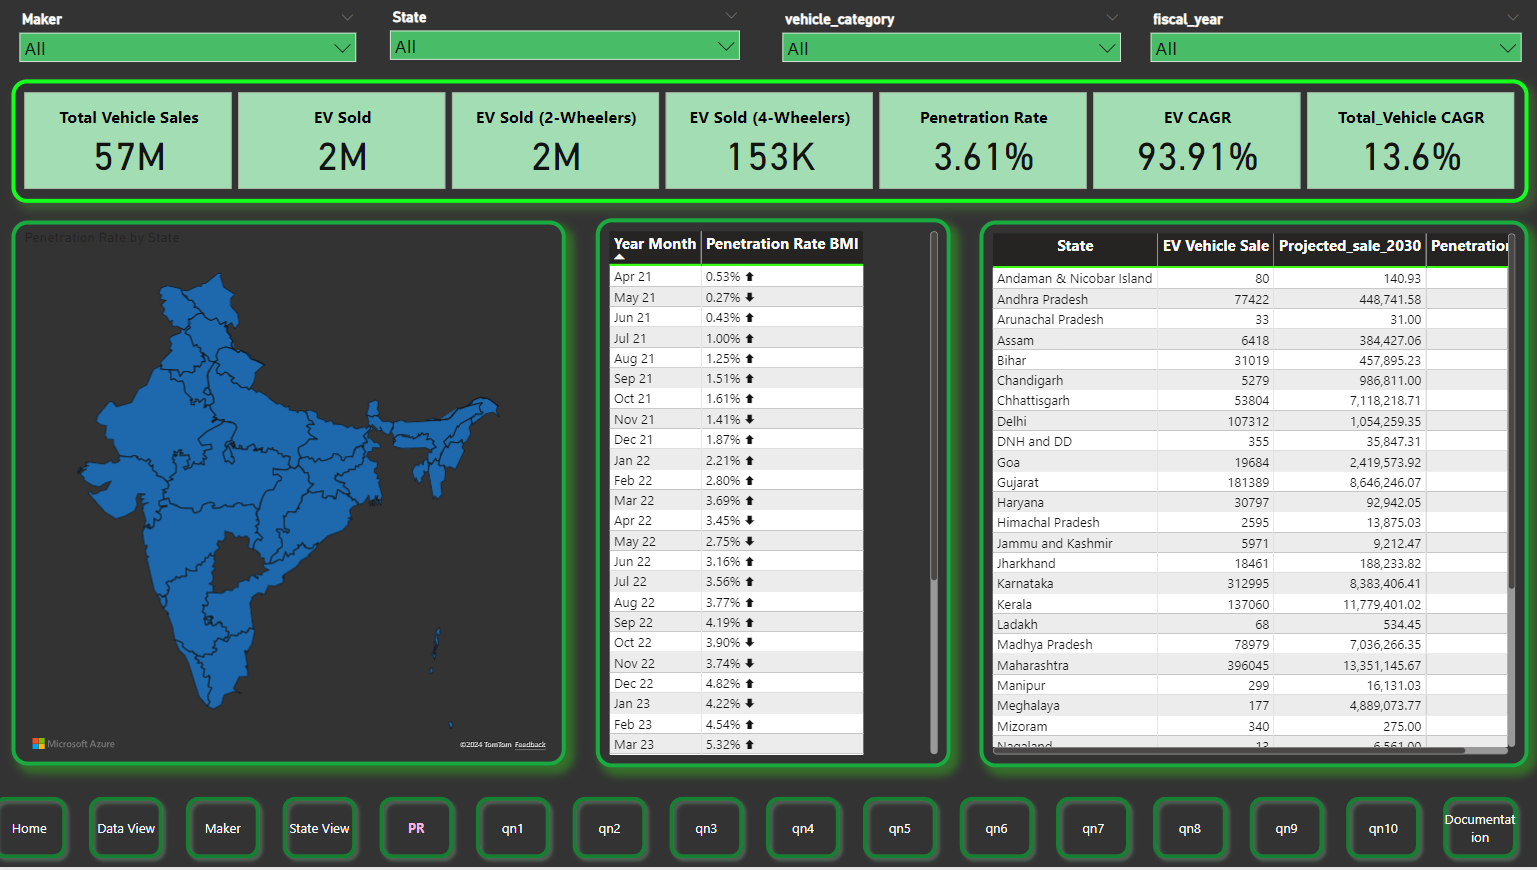 Maker
State
vehicle_category
fiscal_year
All
All
All
All
Total Vehicle Sales
57M
EV Sold
2M
EV Sold (2-Wheelers)
2M
EV Sold (4-Wheelers)
153K
Penetration Rate
3.61%
EV CAGR
93.91%
Total_Vehicle CAGR
13.6%
Penetration Rate by State
Microsoft Azure
©2024 TomTom Feedback
Year Month Penetration Rate BMI
Apr 21 0.53%
May 21 0.27%
Jun 21 0.43%
Jul 21 1.00%
Aug 21 1.25%
Sep 21 1.51%
Oct 21 1.61%
Nov 21 1.41%
Dec 21 1.87%
Jan 22 2.21%
Feb 22 2.80%
Mar 22 3.69%
Apr 22 3.45%
May 22 2.75%
Jun 22 3.16%
Jul 22 3.56%
Aug 22 3.77%
Sep 22 4.19%
Oct 22 3.90%
Nov 22 3.74%
Dec 22 4.82%
Jan 23 4.22%
Feb 23 4.54%
Mar 23 5.32%
State EV Vehicle Sale Projected_sale_2030 Penetration
Andaman & Nicobar Island 80 140.93
Andhra Pradesh 77422 448,741.58
Arunachal Pradesh 33 31.00
Assam 6418 384,427.06
Bihar 31019 457,895.23
Chandigarh 5279 986,811.00
Chhattisgarh 53804 7,118,218.71
Delhi 107312 1,054,259.35
DNH and DD 355 35,847.31
Goa 19684 2,419,573.92
Gujarat 181389 8,646,246.07
Haryana 30797 92,942.05
Himachal Pradesh 2595 13,875.03
Jammu and Kashmir 5971 9,212.47
Jharkhand 18461 188,233.82
Karnataka 312995 8,383,406.41
Kerala 137060 11,779,401.02
Ladakh 68 534.45
Madhya Pradesh 78979 7,036,266.35
Maharashtra 396045 13,351,145.67
Manipur 299 16,131.03
Meghalaya 177 4,889,073.77
Mizoram 340 275.00
Nagaland 13 6,561.00
Home
Data View
Maker
State View
PR
qn1
qn2
qn3
qn4
qn5
qn6
qn7
qn8
qn9
qn10
Documentat
ion